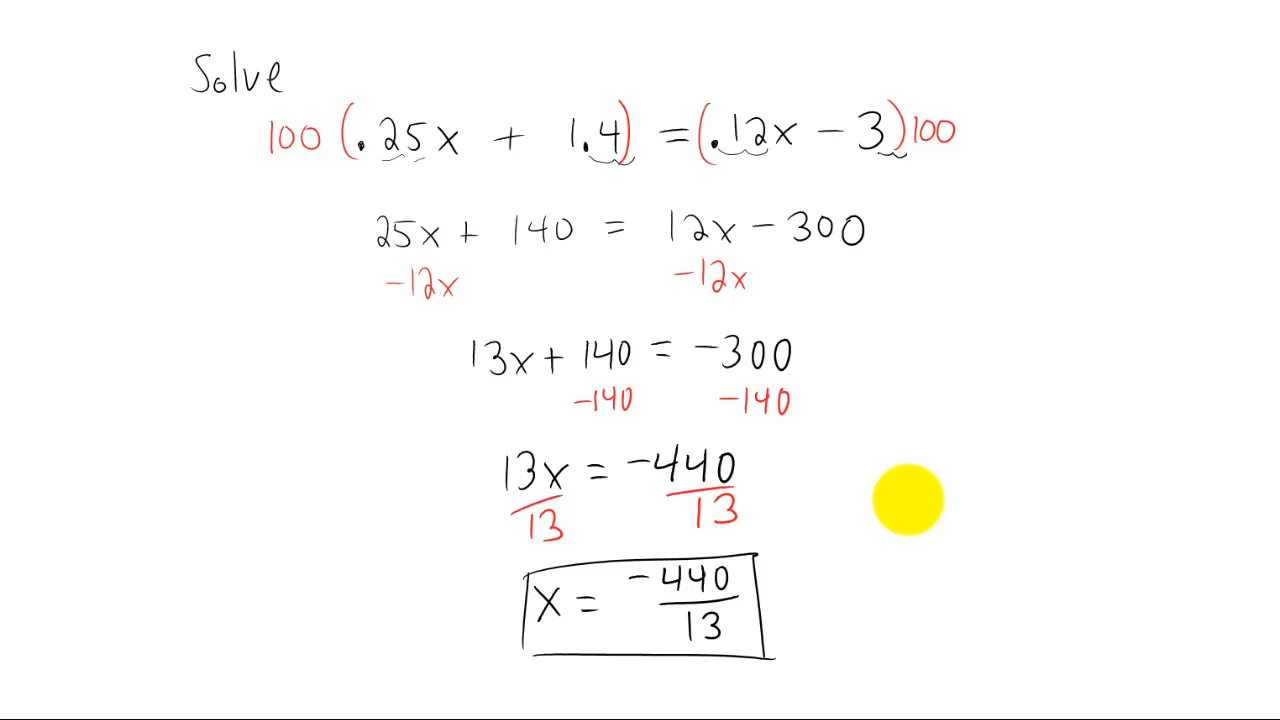 Solve
100 (.25x + 1.4) = (.12x - 3) 100
25x + 140 = 12x - 300
-12x -12x
13x + 140 = -300
-140 -140
13x = -440
13 13
x = -440
13